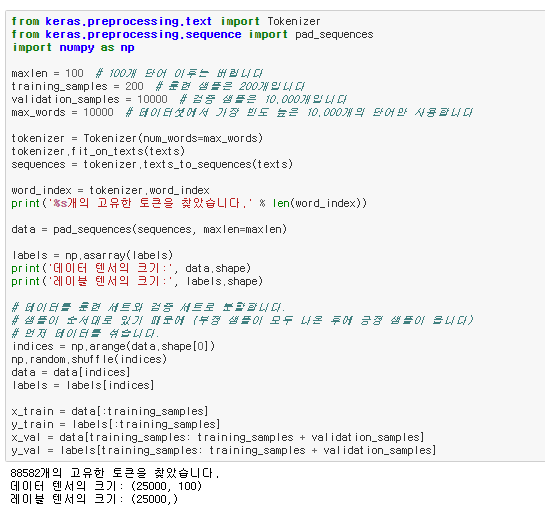 from keras.preprocessing.text import Tokenizer
from keras.preprocessing.sequence import pad_sequences
import numpy as np
maxlen = 100  # 100개 단어 이후는 버립니다
training_samples = 200  # 훈련 샘플은 200개입니다
validation_samples = 10000  # 검증 샘플은 10,000개입니다
max_words = 10000  # 데이터셋에서 가장 빈도 높은 10,000개의 단어만 사용합니다
tokenizer = Tokenizer(num_words=max_words)
tokenizer.fit_on_texts(texts)
sequences = tokenizer.texts_to_sequences(texts)
word_index = tokenizer.word_index
print('%s개의 고유한 토큰을 찾았습니다.' % len(word_index))
data = pad_sequences(sequences, maxlen=maxlen)
labels = np.asarray(labels)
print('데이터 텐서의 크기:', data.shape)
print('레이블 텐서의 크기:', labels.shape)
# 데이터를 훈련 세트와 검증 세트로 분할합니다.
# 샘플이 순서대로 있기 때문에 (부정 샘플이 모두 나온 후에 긍정 샘플이 옵니다)
# 먼저 데이터를 섞습니다.
indices = np.arange(data.shape[0])
np.random.shuffle(indices)
data = data[indices]
labels = labels[indices]
x_train = data[:training_samples]
y_train = labels[:training_samples]
x_val = data[training_samples: training_samples + validation_samples]
y_val = labels[training_samples: training_samples + validation_samples]
88582개의 고유한 토큰을 찾았습니다.
데이터 텐서의 크기: (25000, 100)
레이블 텐서의 크기: (25000,)